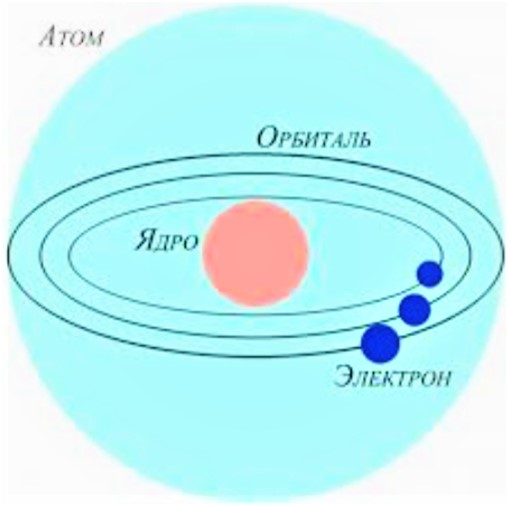 Атом
Орбиталь
Ядро
Электрон